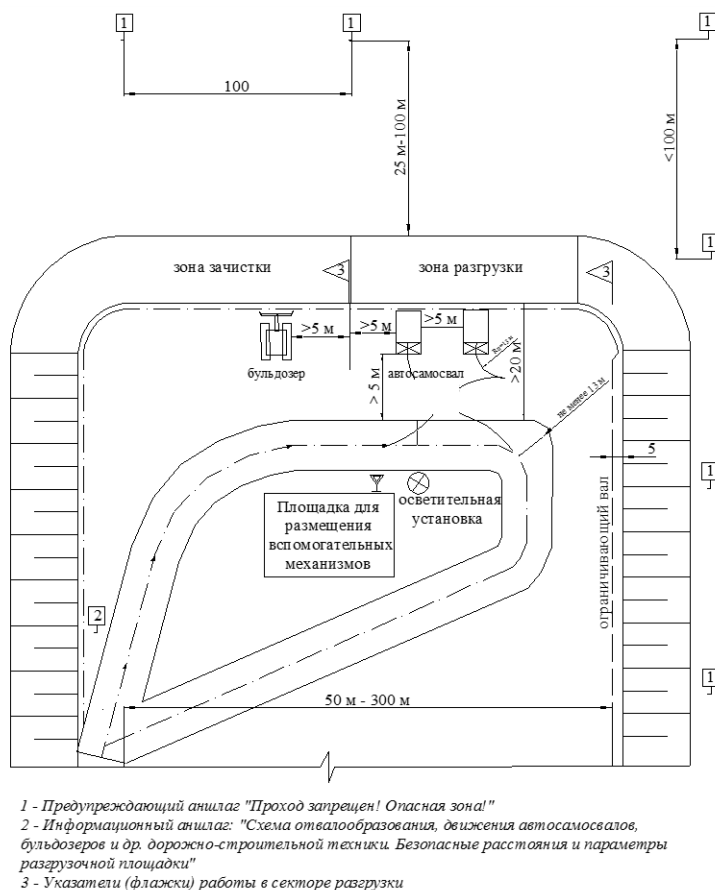 1
1
1
100
25 м-100 м
<100 м
1
зона зачистки
3
зона разгрузки
3
>5 м
>5 м
>5 м
бульдозер
автосамосвал
> 5 м
>20 м
не менее 13 м
5
1
Площадка для
размещения
вспомогательных
механизмов
осветительная
установка
ограничивающий вал
2
1
50 м - 300 м
1 - Предупреждающий аншлаг "Проход запрещен! Опасная зона!"
2 - Информационный аншлаг: "Схема отвалообразования, движения автосамосвалов,
бульдозеров и др. дорожно-строительной техники. Безопасные расстояния и параметры
разгрузочной площадки"
3 - Указатели (флажки) работы в секторе разгрузки